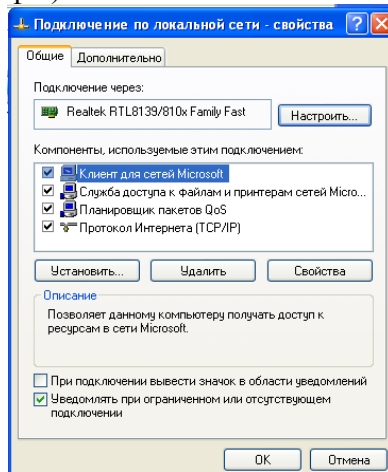 Подключение по локальной сети - свойства
Общие Дополнительно
Подключение через:
Realtek RTL8139/810x Family Fast Настроить...
Компоненты, используемые этим подключением:
Клиент для сетей Microsoft
Служба доступа к файлам и принтерам сетей Micro...
Планировщик пакетов QoS
Протокол Интернета (TCP/IP)
Установить... Удалить Свойства
Описание
Позволяет данному компьютеру получать доступ к
ресурсам в сети Microsoft.
При подключении вывести значок в области уведомлений
Уведомлять при ограниченном или отсутствующем
подключении
OK Отмена